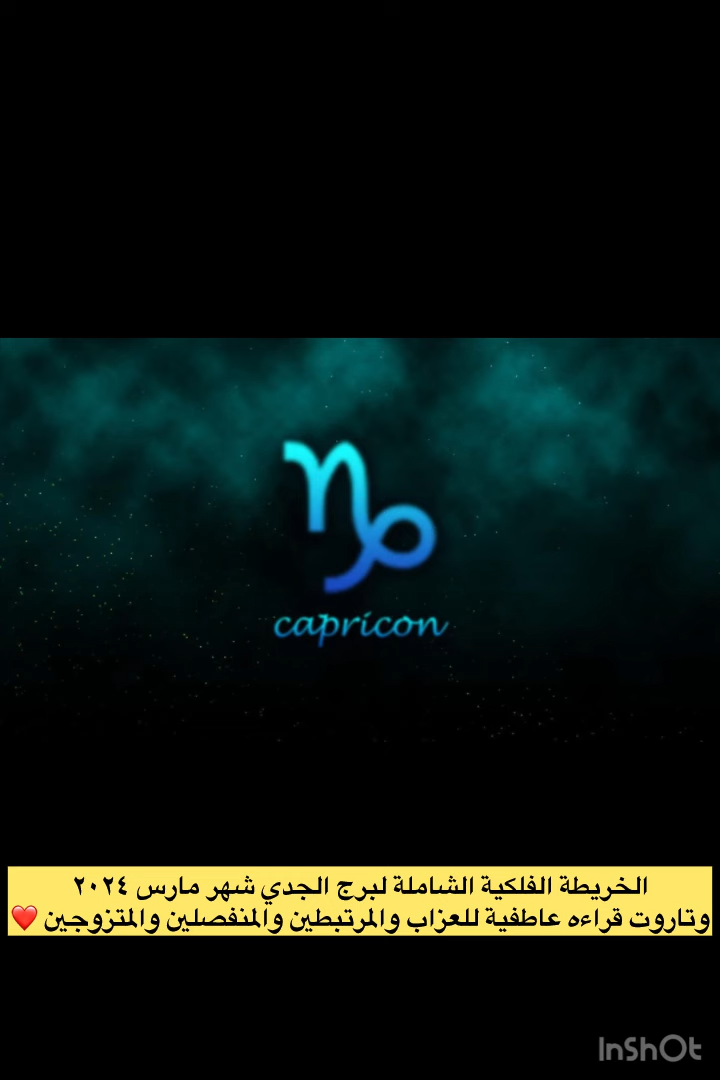 capricon
الخريطة الفلكية الشاملة لبرج الجدي شهر مارس ٢٠٢٤
وتاروت قراءه عاطفية للعزاب والمرتبطين والمنفصلين والمتزوجين ❤️
InShOt